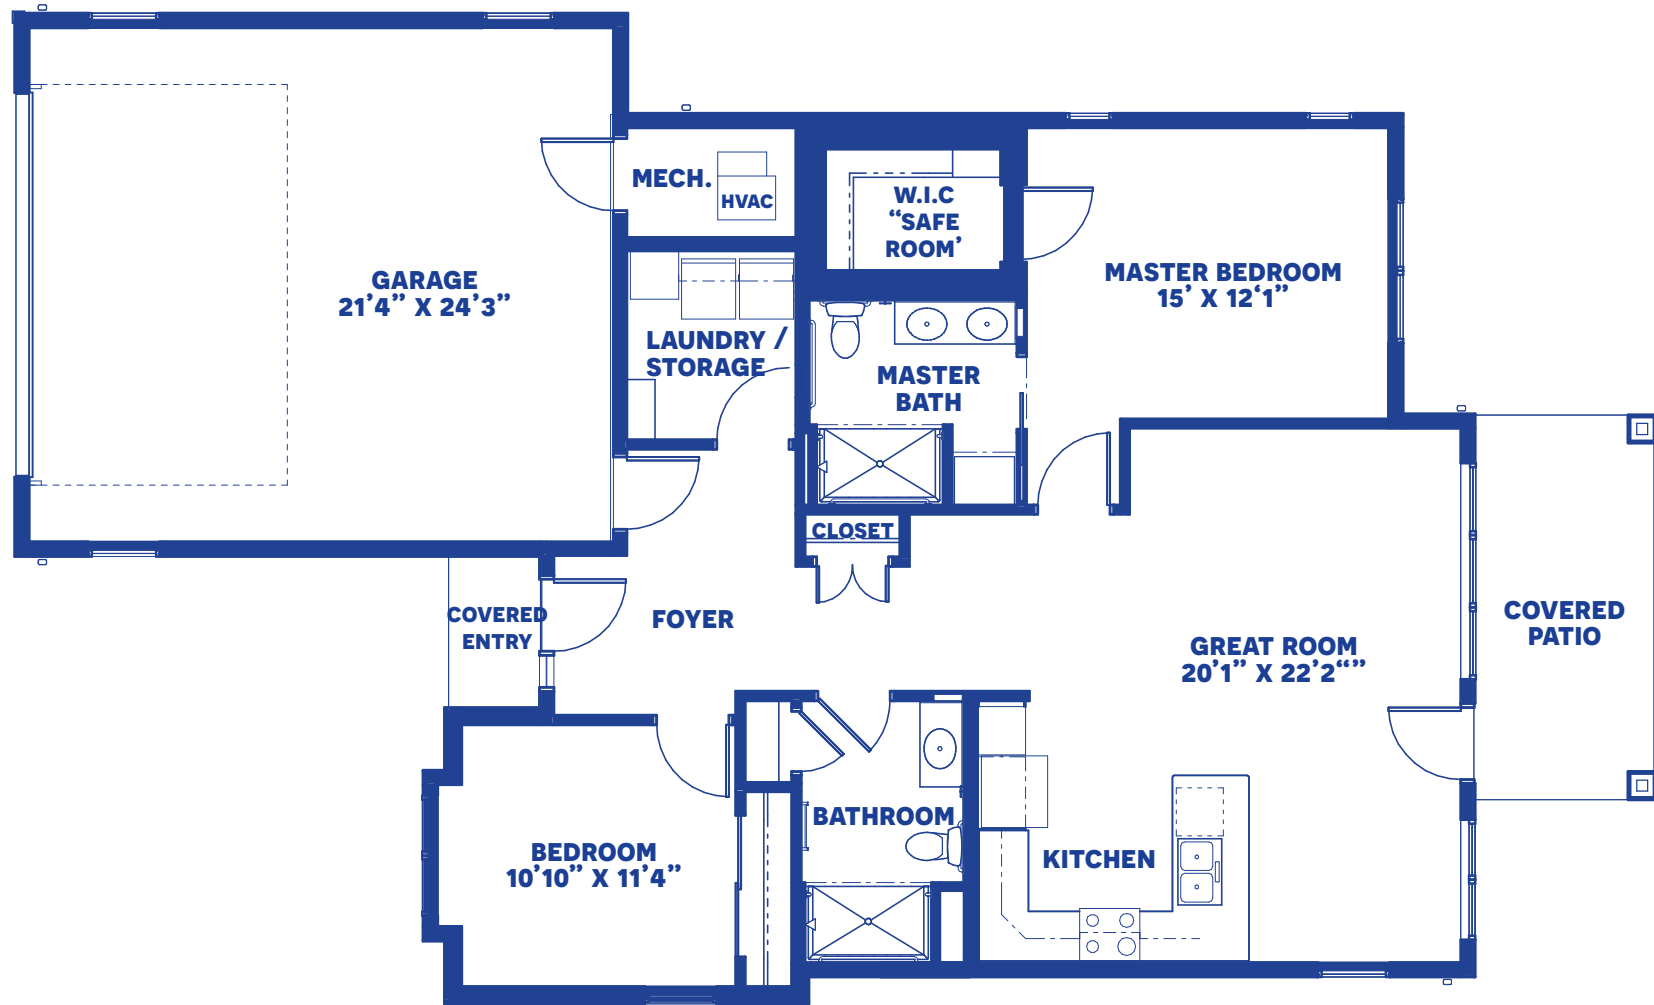 MECH.
HVAC
W.I.C
“SAFE
ROOM’
GARAGE
21’4” X 24’3”
MASTER BEDROOM
15’ X 12‘1”
LAUNDRY /
STORAGE
MASTER
BATH
CLOSET
COVERED
ENTRY
FOYER
GREAT ROOM
20’1” X 22’2“”
COVERED
PATIO
BATHROOM
BEDROOM
10’10” X 11’4”
KITCHEN